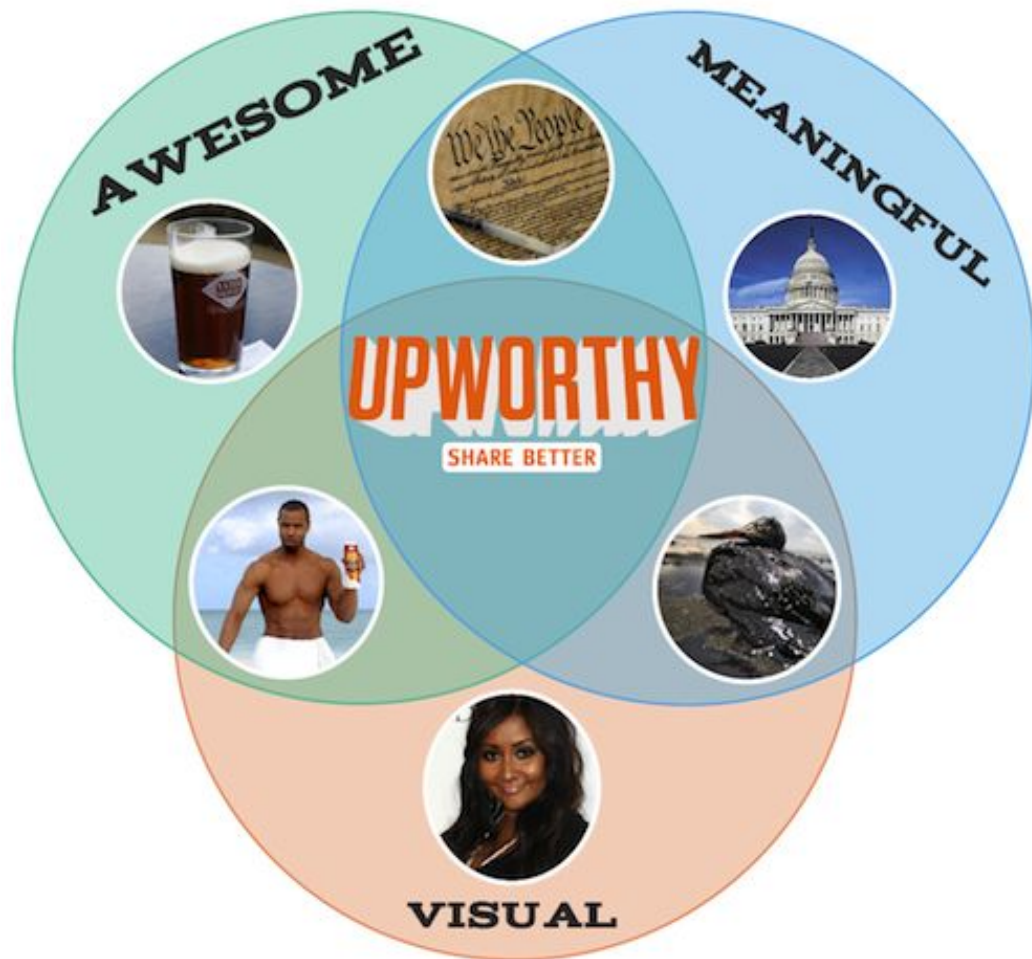 AWESOME
MEANINGFUL
We the People
UPWORTHY
SHARE BETTER
VISUAL